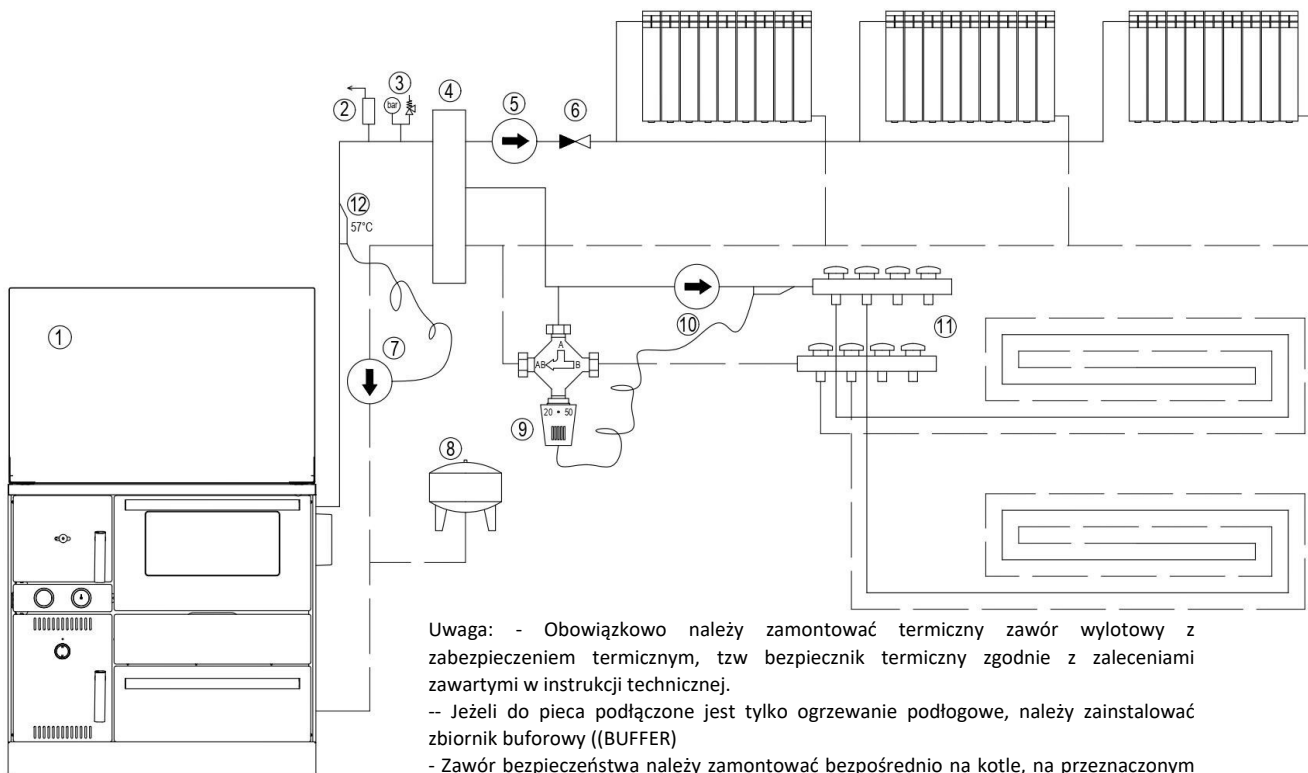 ③
④
②
bar
⑤
⑥
⑫
57°C
①
⑦
⑩
⑪
A
AB
B
20 • 50
⑨
⑧
Uwaga: - Obowiązkowo należy zamontować termiczny zawór wylotowy z
zabezpieczeniem termicznym, tzw bezpiecznik termiczny zgodnie z zaleceniami
zawartymi w instrukcji technicznej.
-- Jeżeli do pieca podłączone jest tylko ogrzewanie podłogowe, należy zainstalować
zbiornik buforowy ((BUFFER)
- Zawór bezpieczeństwa należy zamontować bezpośrednio na kotle, na przeznaczonym